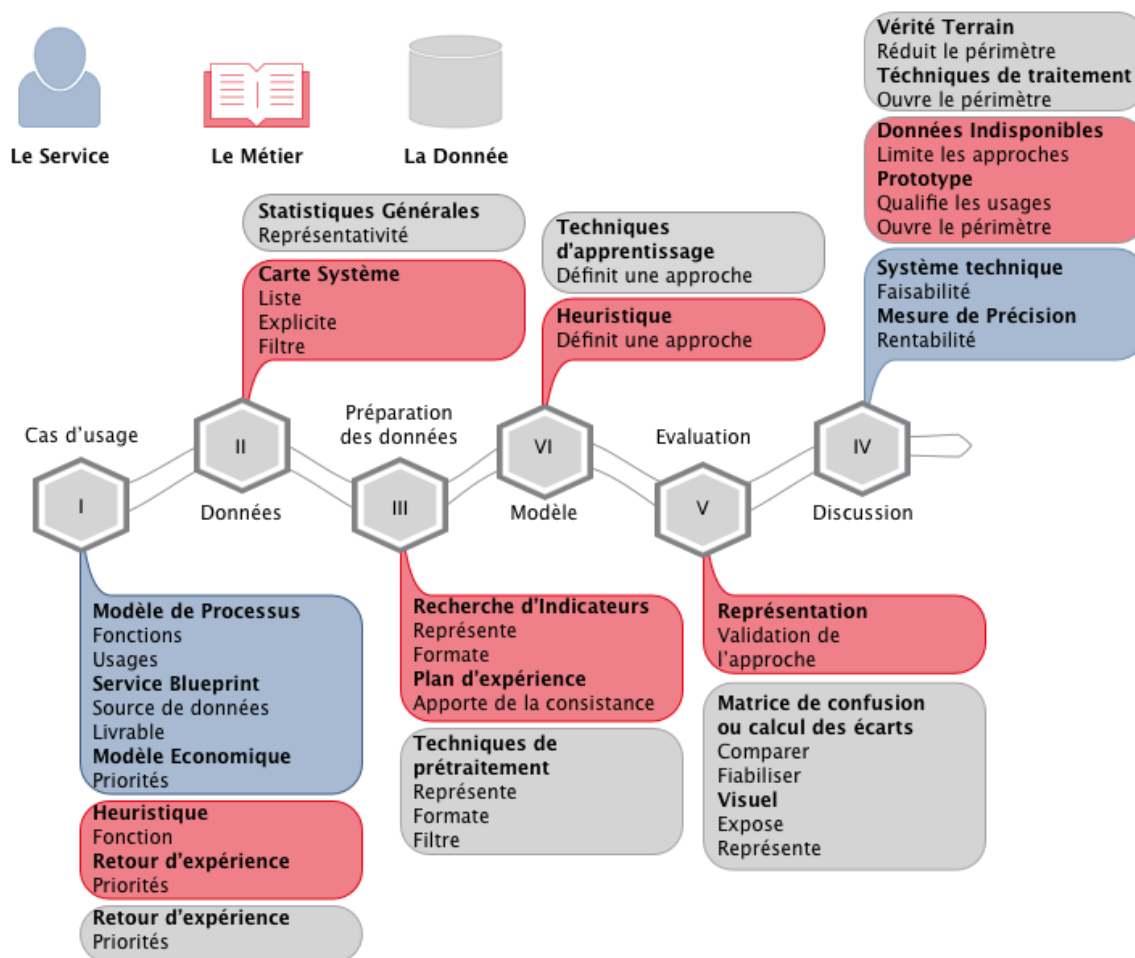 Le Service
Le Métier
La Donnée
Vérité Terrain
Réduit le périmètre
Téchniques de traitement
Ouvre le périmètre
Données Indisponibles
Limite les approches
Prototype
Qualifie les usages
Ouvre le périmètre
Système technique
Faisabilité
Mesure de Précision
Rentabilité
Statistiques Générales
Représentativité
Carte Système
Liste
Explicite
Filtre
Techniques
d'apprentissage
Définit une approche
Heuristique
Définit une approche
Cas d'usage
I
II
Données
Préparation
des données
III
VI
Modèle
Evaluation
V
IV
Discussion
Modèle de Processus
Fonctions
Usages
Service Blueprint
Source de données
Livrable
Modèle Economique
Priorités
Heuristique
Fonction
Retour d'expérience
Priorités
Retour d'expérience
Priorités
Recherche d'Indicateurs
Représente
Formate
Plan d'expérience
Apporte de la consistance
Techniques de
prétraitement
Représente
Formate
Filtre
Représentation
Validation de
l'approche
Matrice de confusion
ou calcul des écarts
Comparer
Fiabiliser
Visuel
Expose
Représente